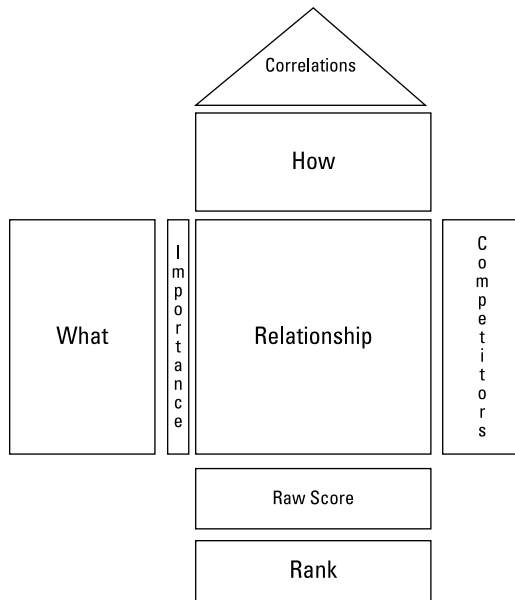 Correlations
How
What
Importance
Relationship
Competitors
Raw Score
Rank